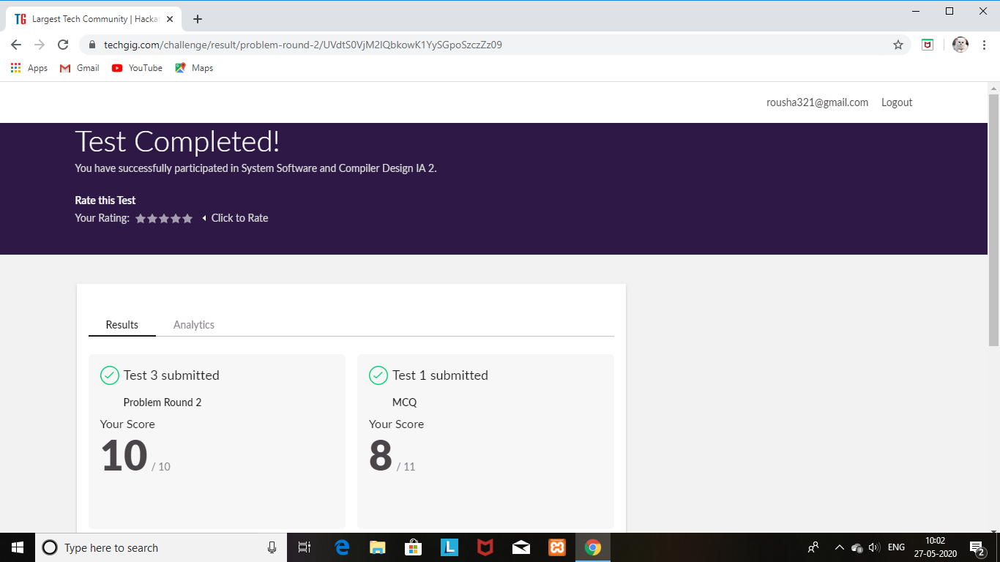 TG Largest Tech Community | Hacka
techgig.com/challenge/result/problem-round-2/UVdtS0VjM2lQbkowK1YySGpoSzczZz09
Apps Gmail YouTube Maps
rousha321@gmail.com Logout
Test Completed!
You have successfully participated in System Software and Compiler Design IA 2.
Rate this Test
Your Rating: Click to Rate
Results Analytics
Test 3 submitted
Problem Round 2
Your Score
10 / 10
Test 1 submitted
MCQ
Your Score
8 / 11
Type here to search
L
ENG
10:02
27-05-2020
2